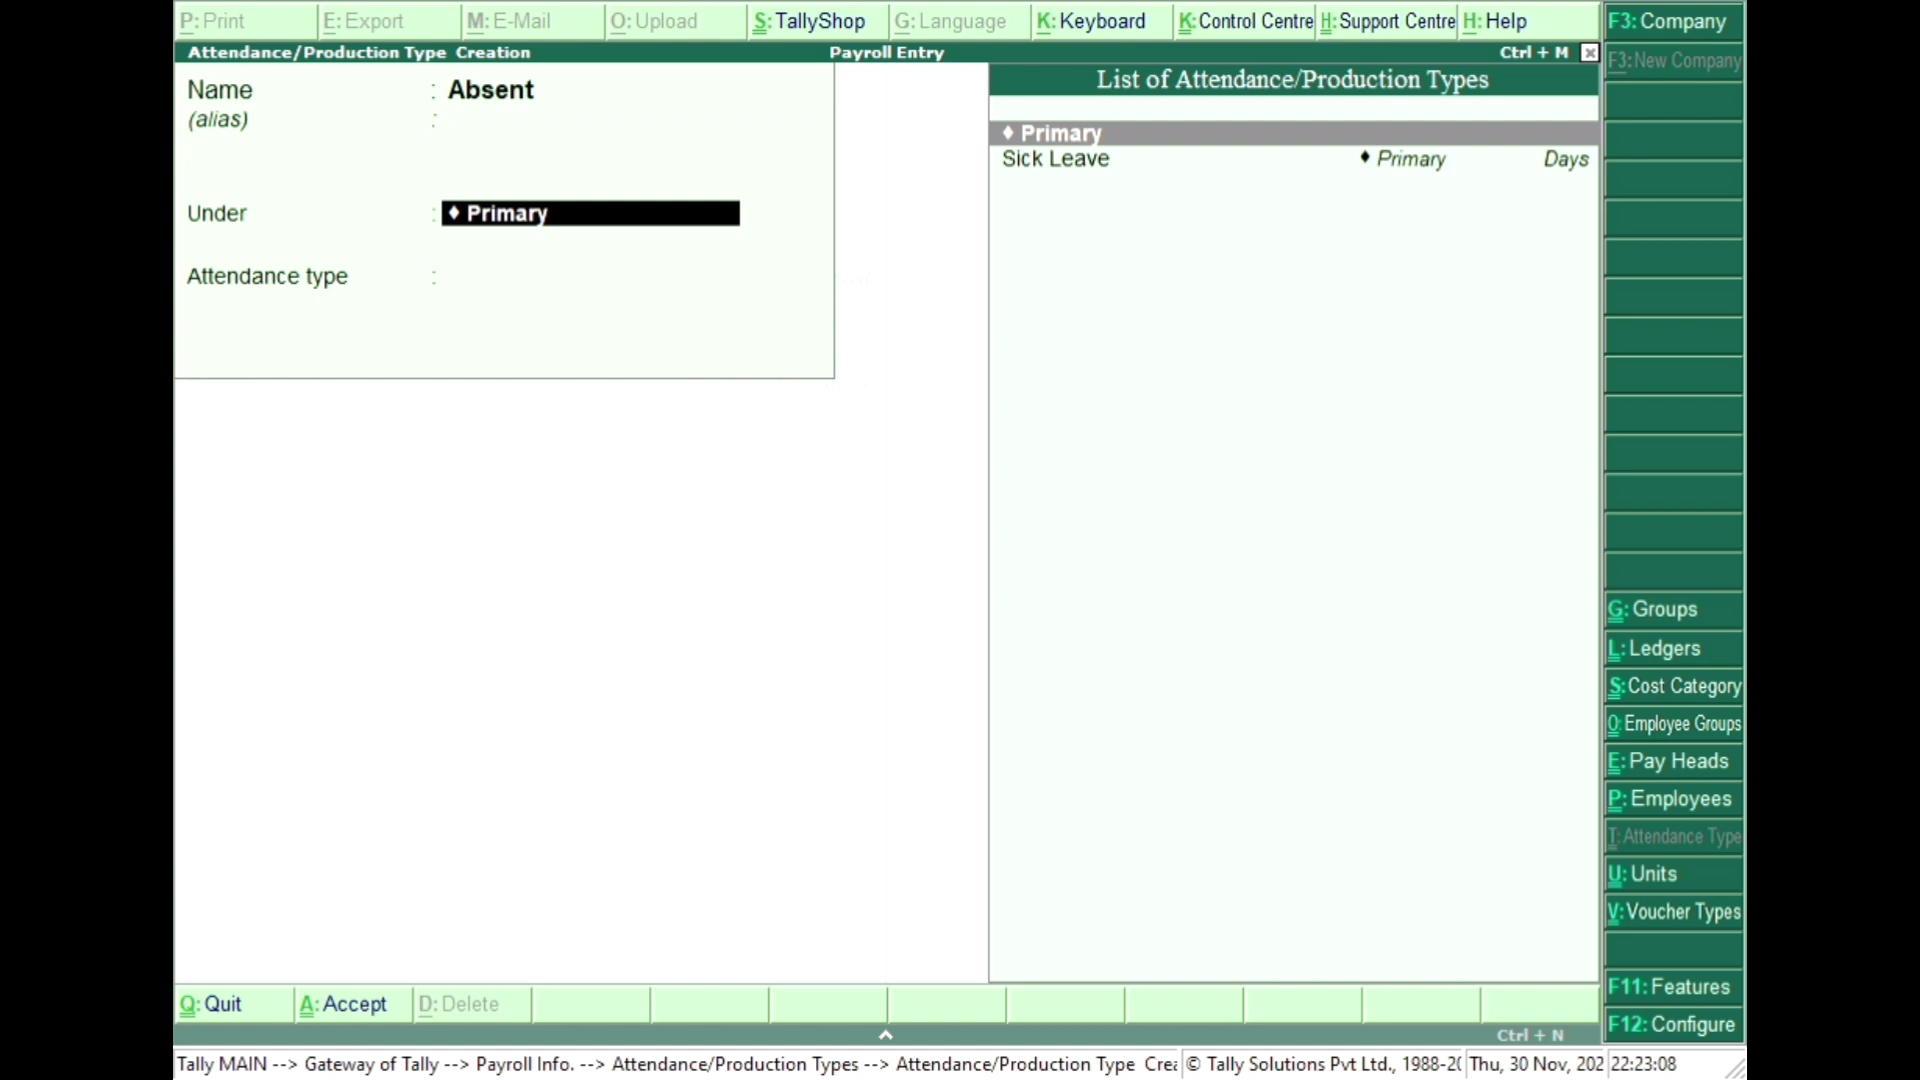 P: Print E: Export M: E-Mail O: Upload S: TallyShop G: Language K: Keyboard K: Control Centre H: Support Centre H: Help F3: Company
Attendance/Production Type Creation Payroll Entry Ctrl + M F3: New Company
Name : Absent
(alias) :
Under : ♦ Primary
Attendance type :
List of Attendance/Production Types
♦ Primary
Sick Leave ♦ Primary Days
G: Groups
L: Ledgers
S: Cost Category
O: Employee Groups
E: Pay Heads
P: Employees
T: Attendance Type
U: Units
V: Voucher Types
F11: Features
F12: Configure
Q: Quit A: Accept D: Delete
Ctrl + N
Tally MAIN --> Gateway of Tally --> Payroll Info. --> Attendance/Production Types --> Attendance/Production Type Crea © Tally Solutions Pvt Ltd., 1988-20 Thu, 30 Nov, 202 22:23:08